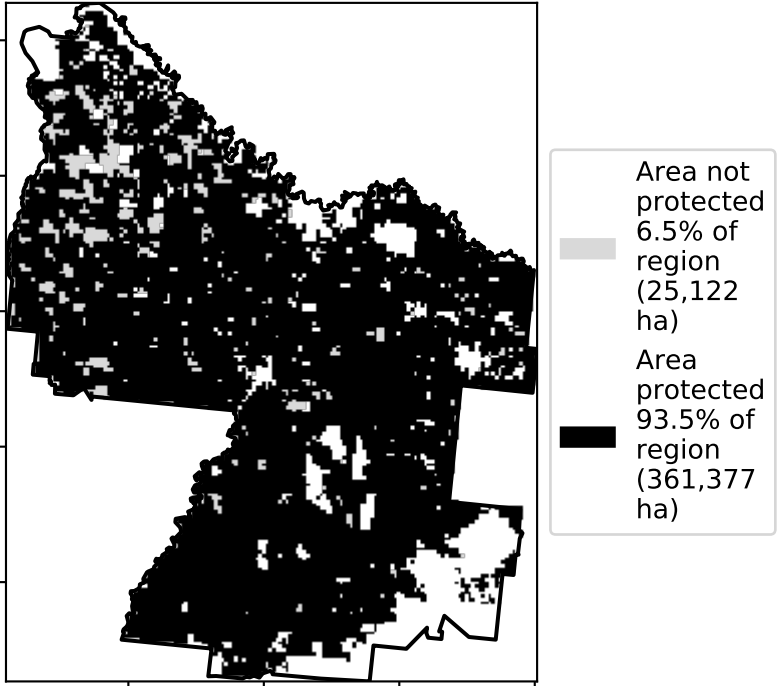 Area not
protected
6.5% of
region
(25,122
ha)
Area
protected
93.5% of
region
(361,377
ha)